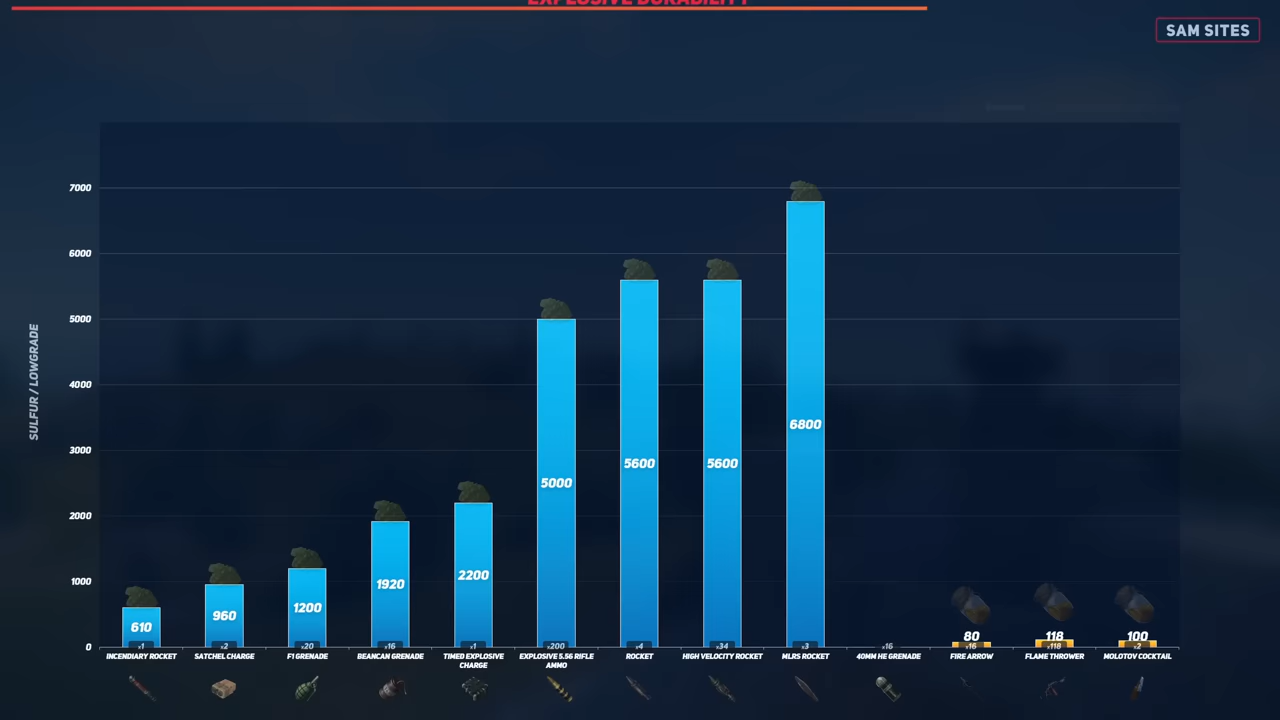 EXPLOSIVE DURABILITY
SAM SITES
SULFUR / LOWGRADE
7000
6000
5000
4000
3000
2000
1000
0
610
960
1200
1920
2200
5000
5600
5600
6800
80
118
100
x1
x2
x20
x16
x1
x200
x4
x34
x3
x16
x16
x118
x2
INCENDIARY ROCKET
SATCHEL CHARGE
F1 GRENADE
BEANCAN GRENADE
TIMED EXPLOSIVE
CHARGE
EXPLOSIVE 5.56 RIFLE
AMMO
ROCKET
HIGH VELOCITY ROCKET
MLRS ROCKET
40MM HE GRENADE
FIRE ARROW
FLAME THROWER
MOLOTOV COCKTAIL